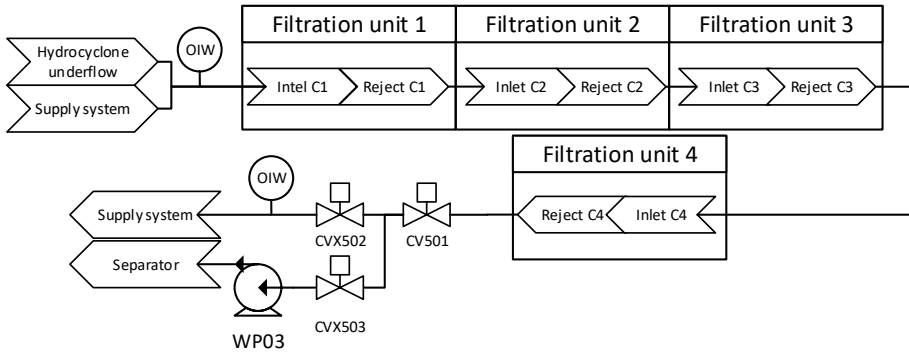 Filtration unit 1
Filtration unit 2
Filtration unit 3
Hydrocyclone
underflow
OIW
Supply system
Intel C1
Reject C1
Inlet C2
Reject C2
Inlet C3
Reject C3
Filtration unit 4
Reject C4
Inlet C4
OIW
Supply system
CVX502
CV501
Separator
CVX503
WP03